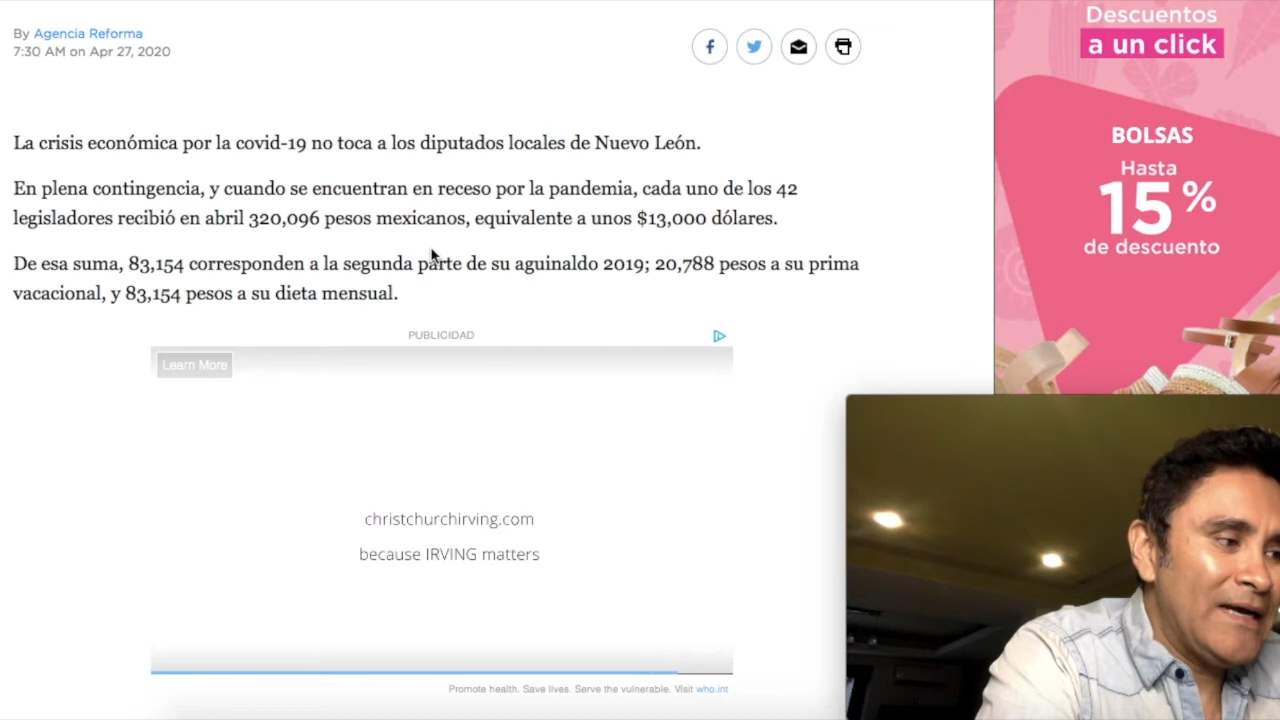 By Agencia Reforma
7:30 AM on Apr 27, 2020
La crisis económica por la covid-19 no toca a los diputados locales de Nuevo León.
En plena contingencia, y cuando se encuentran en receso por la pandemia, cada uno de los 42
legisladores recibió en abril 320,096 pesos mexicanos, equivalente a unos $13,000 dólares.
De esa suma, 83,154 corresponden a la segunda parte de su aguinaldo 2019; 20,788 pesos a su prima
vacacional, y 83,154 pesos a su dieta mensual.
PUBLICIDAD
Learn More
christchurchirving.com
because IRVING matters
Promote health. Save lives. Serve the vulnerable. Visit who.int
Descuentos
a un click
BOLSAS
Hasta
15%
de descuento